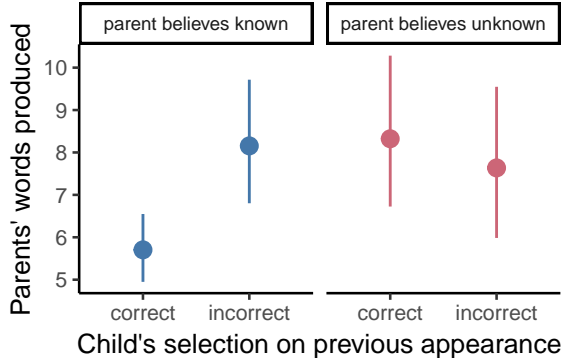 parent believes known
parent believes unknown
Parents' words produced
10
9
8
7
6
5
correct
incorrect
correct
incorrect
Child's selection on previous appearance